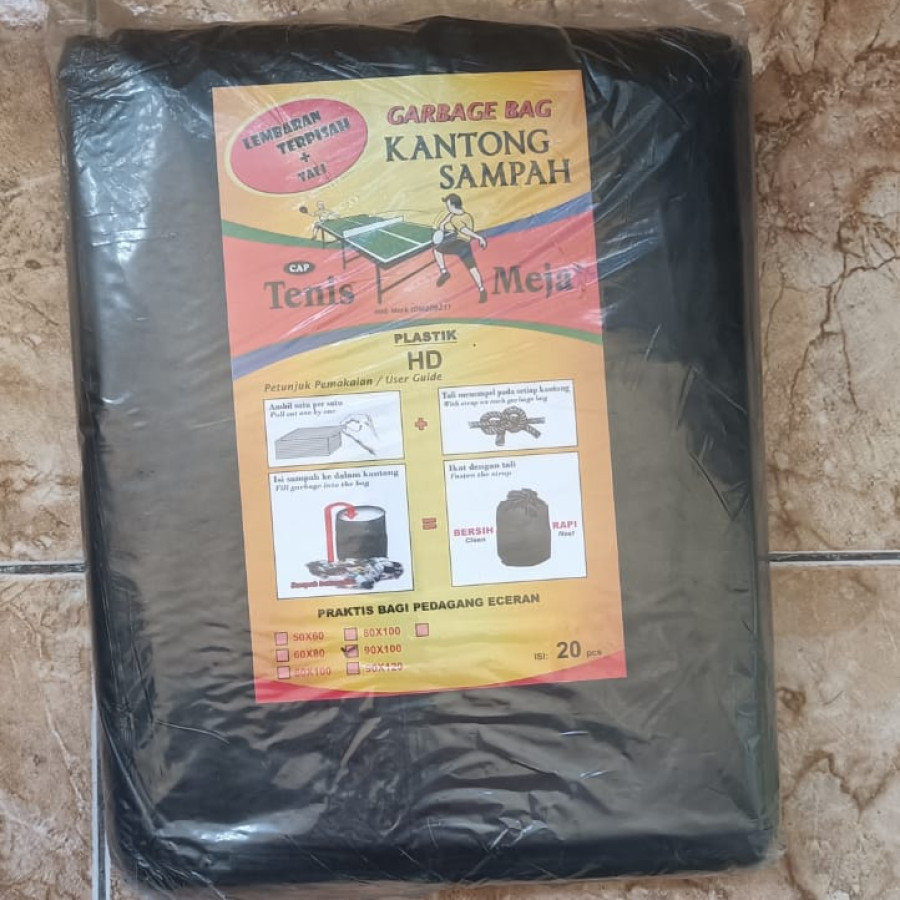 LEMBARAN
TERPISAH
+
TALI
GARBAGE BAG
KANTONG
SAMPAH
CAP
Tenis Meja
PLASTIK
HD
Petunjuk Pemakaian / User Guide
Ambil satu per satu
Pull out one by one
+
Tali menempel pada setiap kantong
With strap on each garbage bag
Isi sampah ke dalam kantong
Fill garbage into the bag
=
Ikat dengan tali
Fasten the strap
BERSIH
Clean
RAPI
Neat
Sampah
PRAKTIS BAGI PEDAGANG ECERAN
50X60
60X80
80X100
90X100
90X120
ISI: 20 pcs